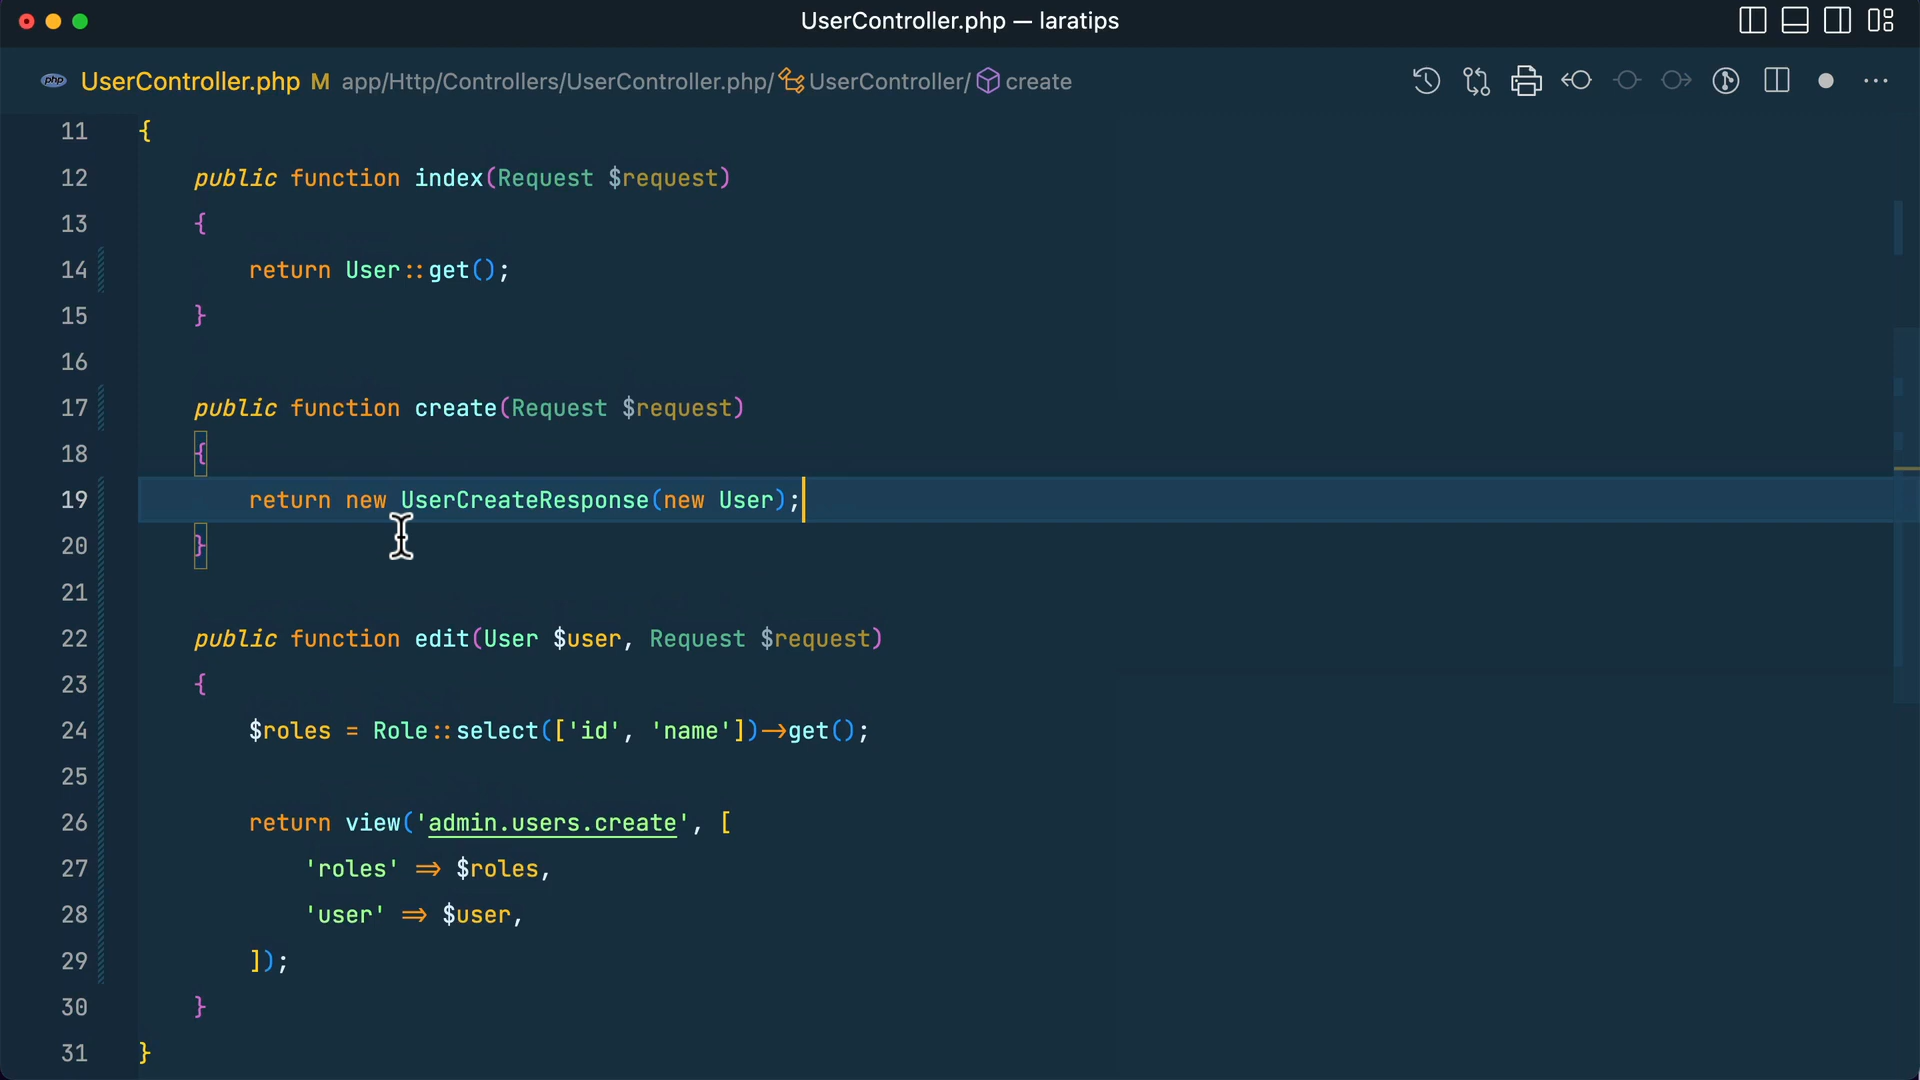 UserController.php — laratips
php UserController.php M app/Http/Controllers/UserController.php/ UserController/ create
11 {
12 public function index(Request $request)
13 {
14 return User::get();
15 }
16
17 public function create(Request $request)
18 {
19 return new UserCreateResponse(new User);
20 }
21
22 public function edit(User $user, Request $request)
23 {
24 $roles = Role::select(['id', 'name'])->get();
25
26 return view('admin.users.create', [
27 'roles' => $roles,
28 'user' => $user,
29 ]);
30 }
31 }